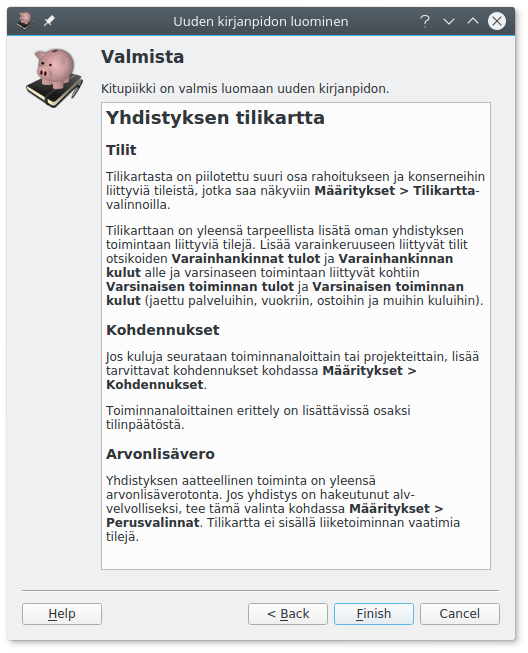 Uuden kirjanpidon luominen
Valmista
Kitupiikki on valmis luomaan uuden kirjanpidon.
Yhdistyksen tilikartta
Tilit
Tilikartasta on piilotettu suuri osa rahoitukseen ja konserneihin
liittyviä tileistä, jotka saa näkyviin Määritykset > Tilikartta-
valinnoilla.
Tilikarttaan on yleensä tarpeellista lisätä oman yhdistyksen
toimintaan liittyviä tilejä. Lisää varainkeruuseen liittyvät tilit
otsikoiden Varainhankinnat tulot ja Varainhankinnan
kulut alle ja varsinaseen toimintaan liittyvät kohtiin
Varsinaisen toiminnan tulot ja Varsinaisen toiminnan
kulut (jaettu palveluihin, vuokriin, ostoihin ja muihin kuluihin).
Kohdennukset
Jos kuluja seurataan toiminnanaloittain tai projekteittain, lisää
tarvittavat kohdennukset kohdassa Määritykset >
Kohdennukset.
Toiminnanaloittainen erittely on lisättävissä osaksi
tilinpäätöstä.
Arvonlisävero
Yhdistyksen aatteellinen toiminta on yleensä
arvonlisäverotonta. Jos yhdistys on hakeutunut alv-
velvolliseksi, tee tämä valinta kohdassa Määritykset >
Perusvalinnat. Tilikartta ei sisällä liiketoiminnan vaatimia
tilejä.
Help
< Back
Finish
Cancel